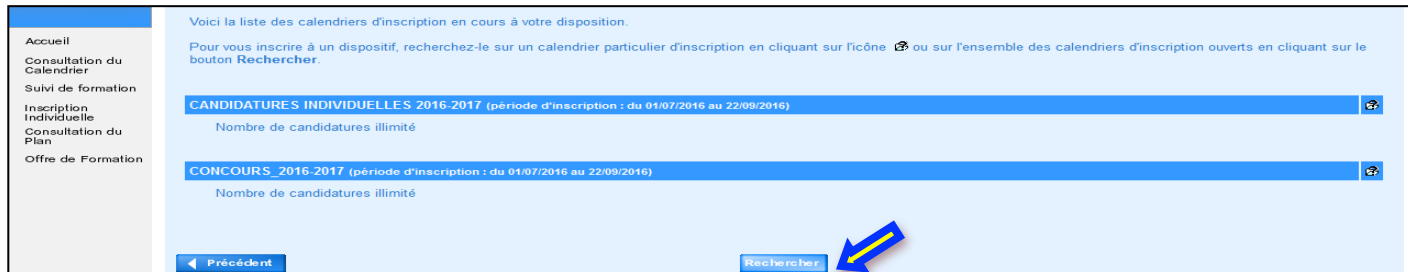 Voici la liste des calendriers d'inscription en cours à votre disposition.
Pour vous inscrire à un dispositif, recherchez-le sur un calendrier particulier d'inscription en cliquant sur l'icône ou sur l'ensemble des calendriers d'inscription ouverts en cliquant sur le
bouton Rechercher.
Accueil
Consultation du
Calendrier
Suivi de formation
Inscription
Individuelle
Consultation du
Plan
Offre de Formation
CANDIDATURES INDIVIDUELLES 2016-2017 (période d'inscription : du 01/07/2016 au 22/09/2016)
Nombre de candidatures illimité
CONCOURS_2016-2017 (période d'inscription : du 01/07/2016 au 22/09/2016)
Nombre de candidatures illimité
Précédent
Rechercher